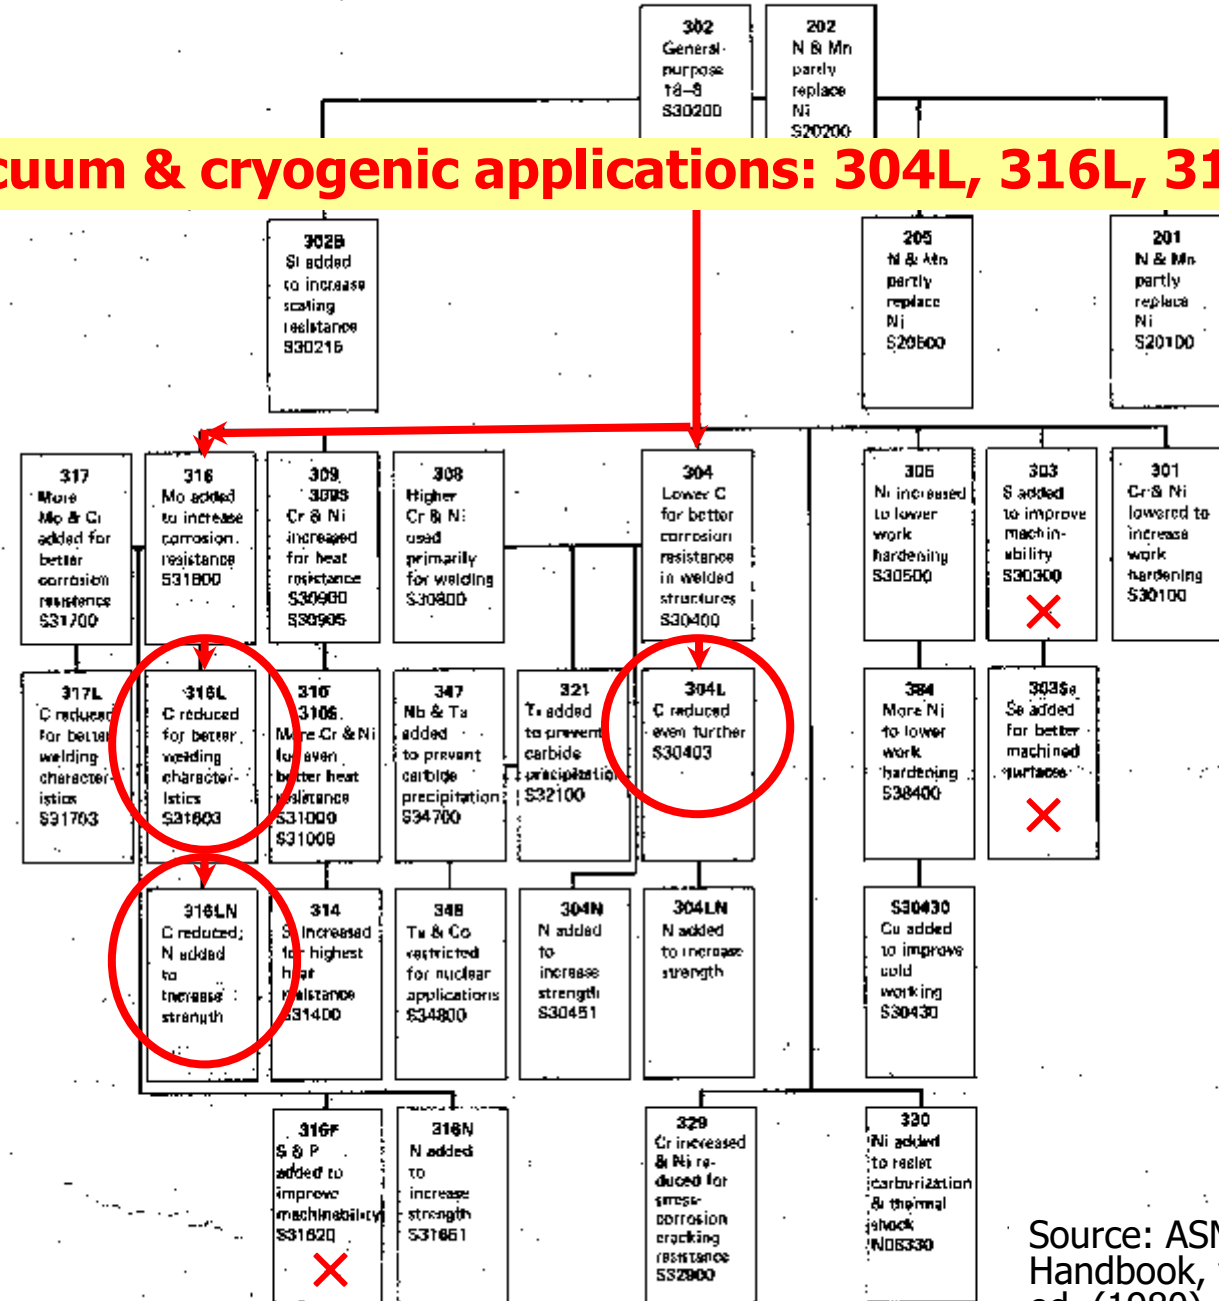 302
General-
purpose
18–8
S30200
202
N & Mn
partly
replace
Ni
S20200
cuum & cryogenic applications: 304L, 316L, 31
302B
Si added
to increase
scaling
resistance
S30215
205
N & Mn
partly
replace
Ni
S20500
201
N & Mn
partly
replace
Ni
S20100
317
More
Mo & Cr
added for
better
corrosion
resistance
S31700
316
Mo added
to increase
corrosion
resistance
S31600
309,
309S
Cr & Ni
increased
for heat
resistance
S30900
S30905
308
Higher
Cr & Ni
used
primarily
for welding
S30800
304
Lower C
for better
corrosion
resistance
in welded
structures
S30400
305
Ni increased
to lower
work
hardening
S30500
303
S added
to improve
machin-
ability
S30300
301
Cr & Ni
lowered to
increase
work
hardening
S30100
317L
C reduced
for better
welding
character-
istics
S31703
316L
C reduced
for better
welding
character-
istics
S31603
310
310S
More Cr & Ni
for even
better heat
resistance
S31000
S31008
347
Nb & Ta
added
to prevent
carbide
precipitation
S34700
321
Ti added
to prevent
carbide
precipitation
S32100
304L
C reduced
even further
S30403
384
More Ni
to lower
work
hardening
S38400
303Se
Se added
for better
machined
surfaces
316LN
C reduced;
N added
to
increase
strength
314
Si increased
for highest
heat
resistance
S31400
348
Ta & Co
restricted
for nuclear
applications
S34800
304N
N added
to
increase
strength
S30451
304LN
N added
to increase
strength
S30430
Cu added
to improve
cold
working
S30430
316F
S & P
added to
improve
machinability
S31620
316N
N added
to
increase
strength
S31651
329
Cr increased
& Ni re-
duced for
stress-
corrosion
cracking
resistance
S32900
330
Ni added
to resist
carburization
& thermal
shock
N08330
Source: ASM
Handbook,
ed. (1980)